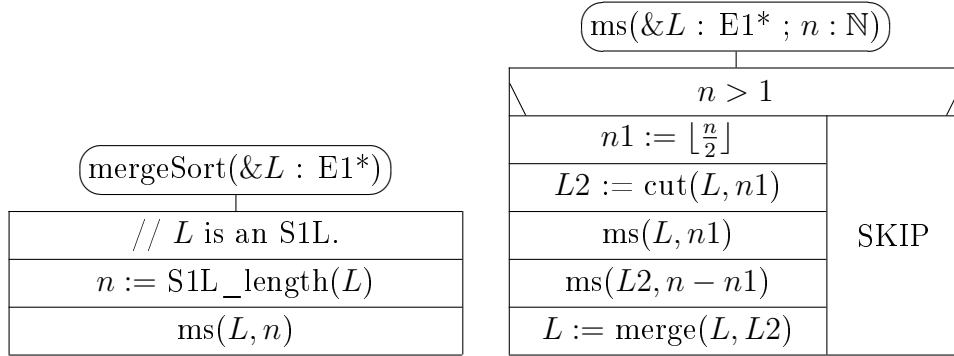 mergeSort(&L : E1*)
// L is an S1L.
n := S1L_length(L)
ms(L, n)
ms(&L : E1* ; n : ℕ)
n > 1
n1 := ⌊n/2⌋
L2 := cut(L, n1)
ms(L, n1)
ms(L2, n − n1)
L := merge(L, L2)
SKIP